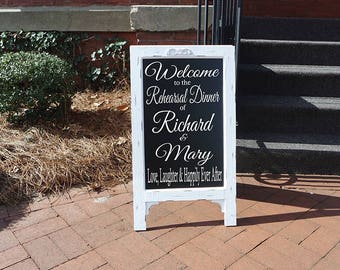 Welcome
to the
Rehearsal Dinner
of
Richard
&
Mary
Love, Laughter & Happily Ever After